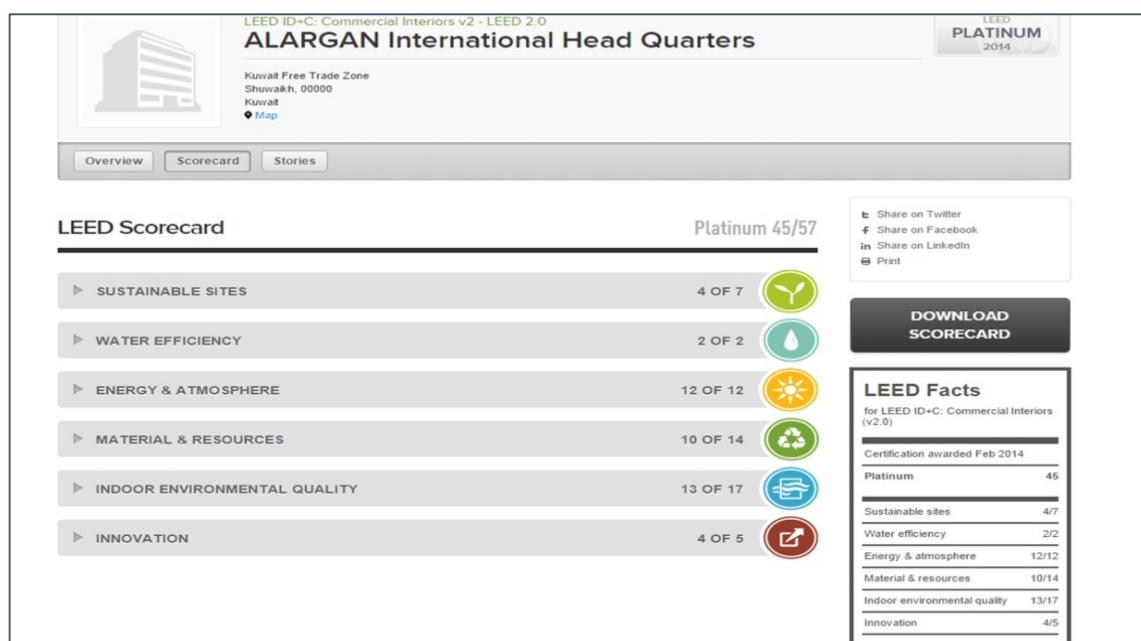 LEED ID+C: Commercial Interiors v2 - LEED 2.0
ALARGAN International Head Quarters
LEED
PLATINUM
2014
Kuwait Free Trade Zone
Shuwaikh, 00000
Kuwait
Map
Overview
Scorecard
Stories
LEED Scorecard
Platinum 45/57
SUSTAINABLE SITES 4 OF 7
WATER EFFICIENCY 2 OF 2
ENERGY & ATMOSPHERE 12 OF 12
MATERIAL & RESOURCES 10 OF 14
INDOOR ENVIRONMENTAL QUALITY 13 OF 17
INNOVATION 4 OF 5
Share on Twitter
Share on Facebook
Share on LinkedIn
Print
DOWNLOAD
SCORECARD
LEED Facts
for LEED ID+C: Commercial Interiors
(v2.0)
Certification awarded Feb 2014
Platinum 45
Sustainable sites 4/7
Water efficiency 2/2
Energy & atmosphere 12/12
Material & resources 10/14
Indoor environmental quality 13/17
Innovation 4/5